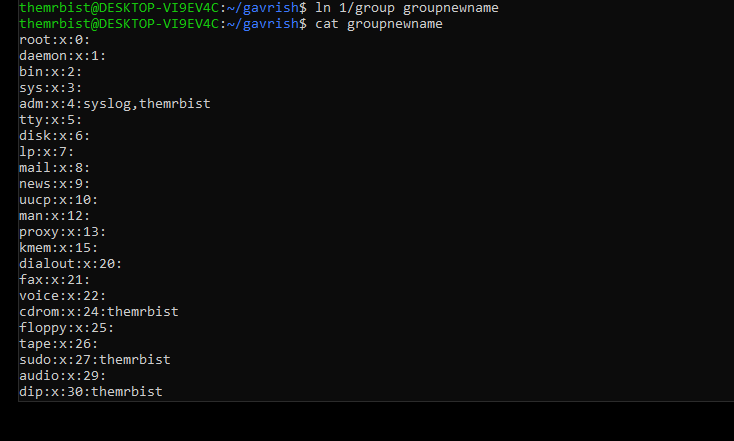 themrbist@DESKTOP-VI9EV4C:~/gavrish$ ln 1/group groupnewname
themrbist@DESKTOP-VI9EV4C:~/gavrish$ cat groupnewname
root:x:0:
daemon:x:1:
bin:x:2:
sys:x:3:
adm:x:4:syslog,themrbist
tty:x:5:
disk:x:6:
lp:x:7:
mail:x:8:
news:x:9:
uucp:x:10:
man:x:12:
proxy:x:13:
kmem:x:15:
dialout:x:20:
fax:x:21:
voice:x:22:
cdrom:x:24:themrbist
floppy:x:25:
tape:x:26:
sudo:x:27:themrbist
audio:x:29:
dip:x:30:themrbist